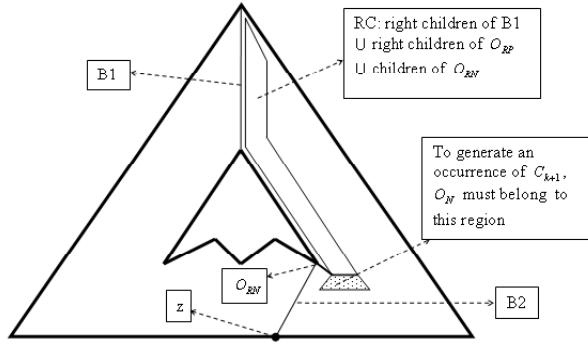 RC: right children of B1
∪ right children of O_RP
∪ children of O_RN
B1
To generate an
occurrence of C_{k+1},
O_N must belong to
this region
O_RN
z
B2